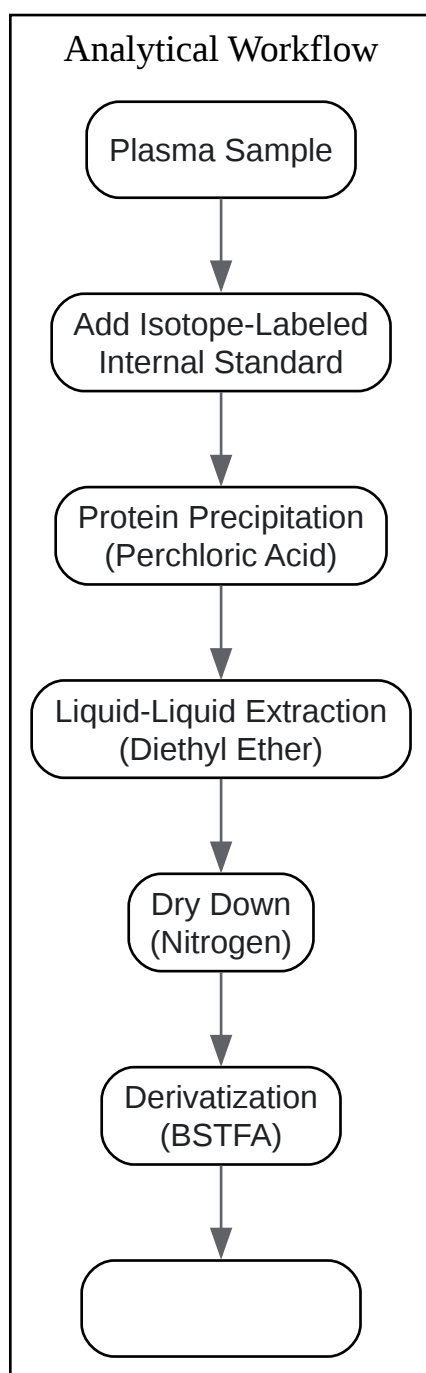 Analytical Workflow
Plasma Sample
Add Isotope-Labeled
Internal Standard
Protein Precipitation
(Perchloric Acid)
Liquid-Liquid Extraction
(Diethyl Ether)
Dry Down
(Nitrogen)
Derivatization
(BSTFA)